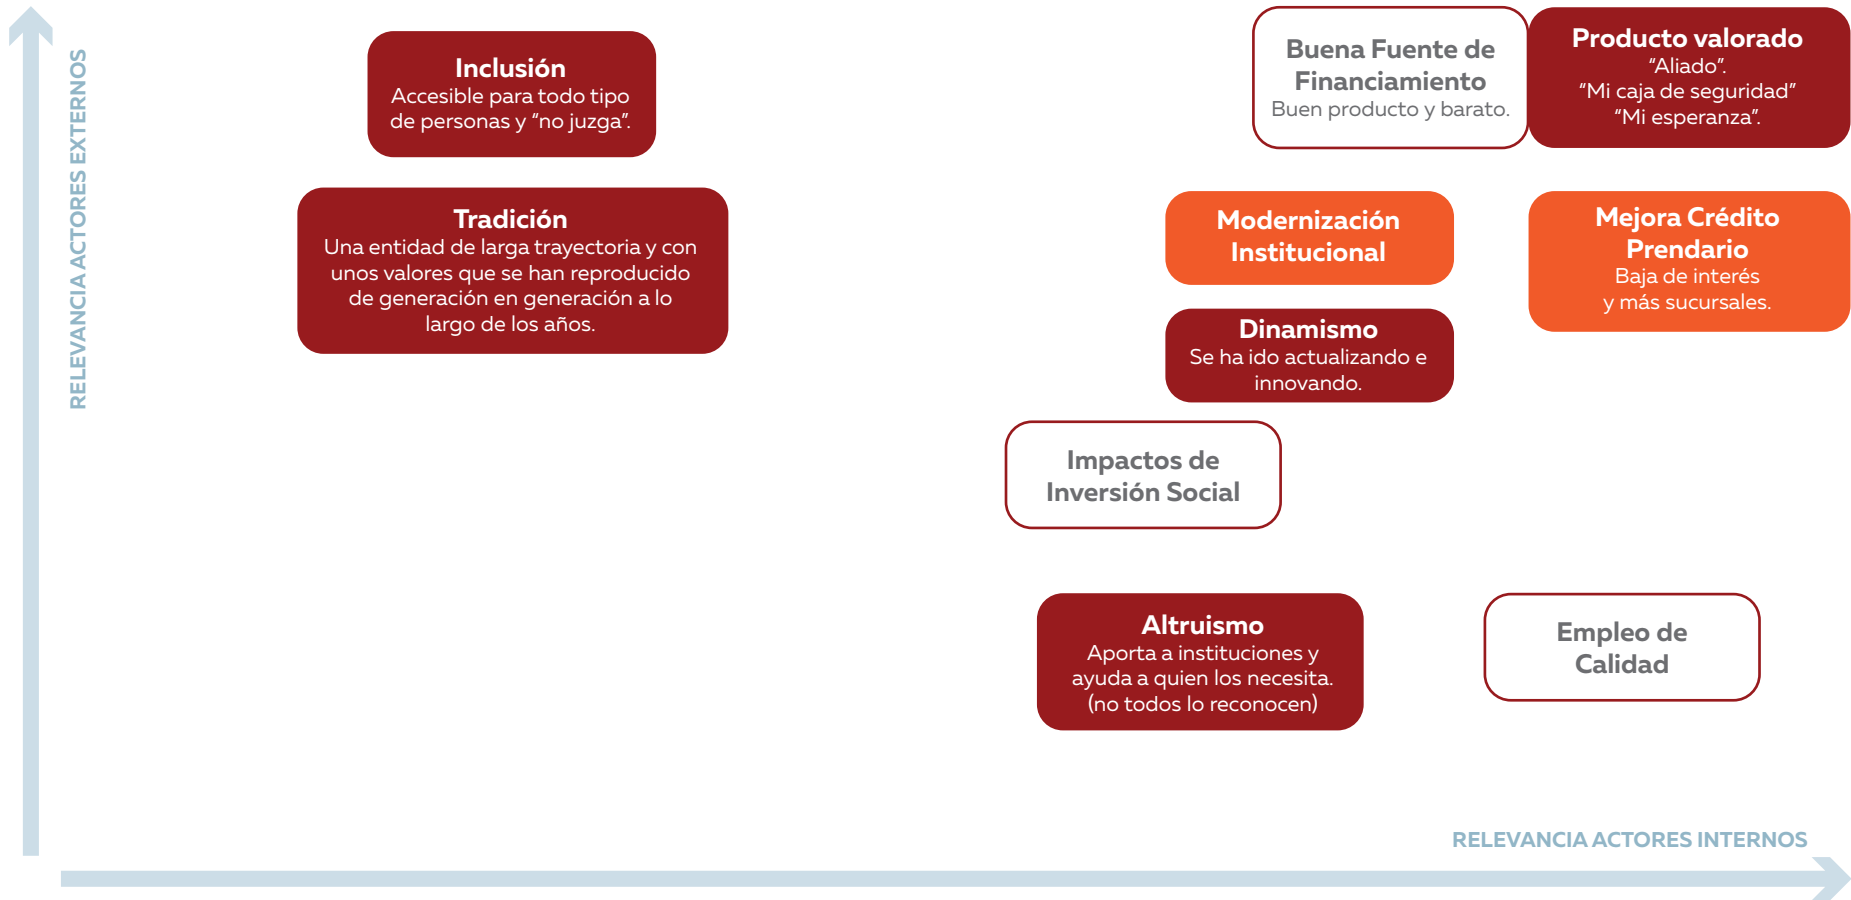 RELEVANCIA ACTORES EXTERNOS
Inclusión
Accesible para todo tipo
de personas y “no juzga”.
Buena Fuente de
Financiamiento
Buen producto y barato.
Producto valorado
“Aliado”.
“Mi caja de seguridad”
“Mi esperanza”.
Tradición
Una entidad de larga trayectoria y con
unos valores que se han reproducido
de generación en generación a lo
largo de los años.
Modernización
Institucional
Mejora Crédito
Prendario
Baja de interés
y más sucursales.
Dinamismo
Se ha ido actualizando e
innovando.
Impactos de
Inversión Social
Altruismo
Aporta a instituciones y
ayuda a quien los necesita.
(no todos lo reconocen)
Empleo de
Calidad
RELEVANCIA ACTORES INTERNOS